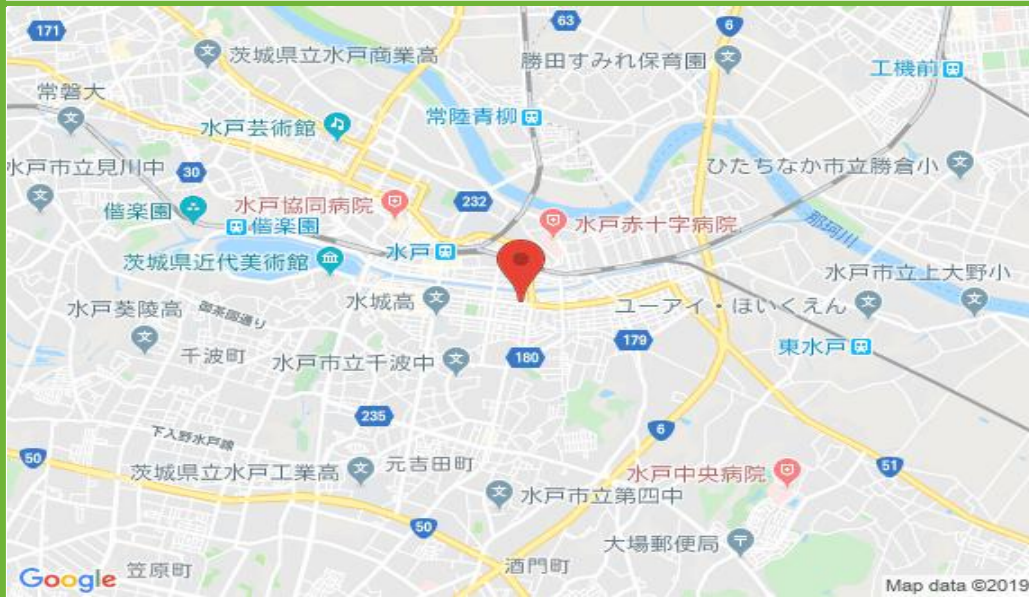 171
63
6
茨城県立水戸商業高
勝田すみれ保育園
工機前
常磐大
常陸青柳
水戸芸術館
水戸市立見川中
30
ひたちなか市立勝倉小
水戸協同病院
232
偕楽園
偕楽園
水戸赤十字病院
那珂川
水戸
茨城県近代美術館
水戸市立上大野小
水城高
ユーアイ・ほいくえん
水戸葵陵高
御茶園通り
179
東水戸
千波町
水戸市立千波中
180
235
6
下入野水戸線
50
茨城県立水戸工業高
元吉田町
水戸中央病院
51
水戸市立第四中
50
大場郵便局
酒門町
Google
笠原町
Map data ©2019